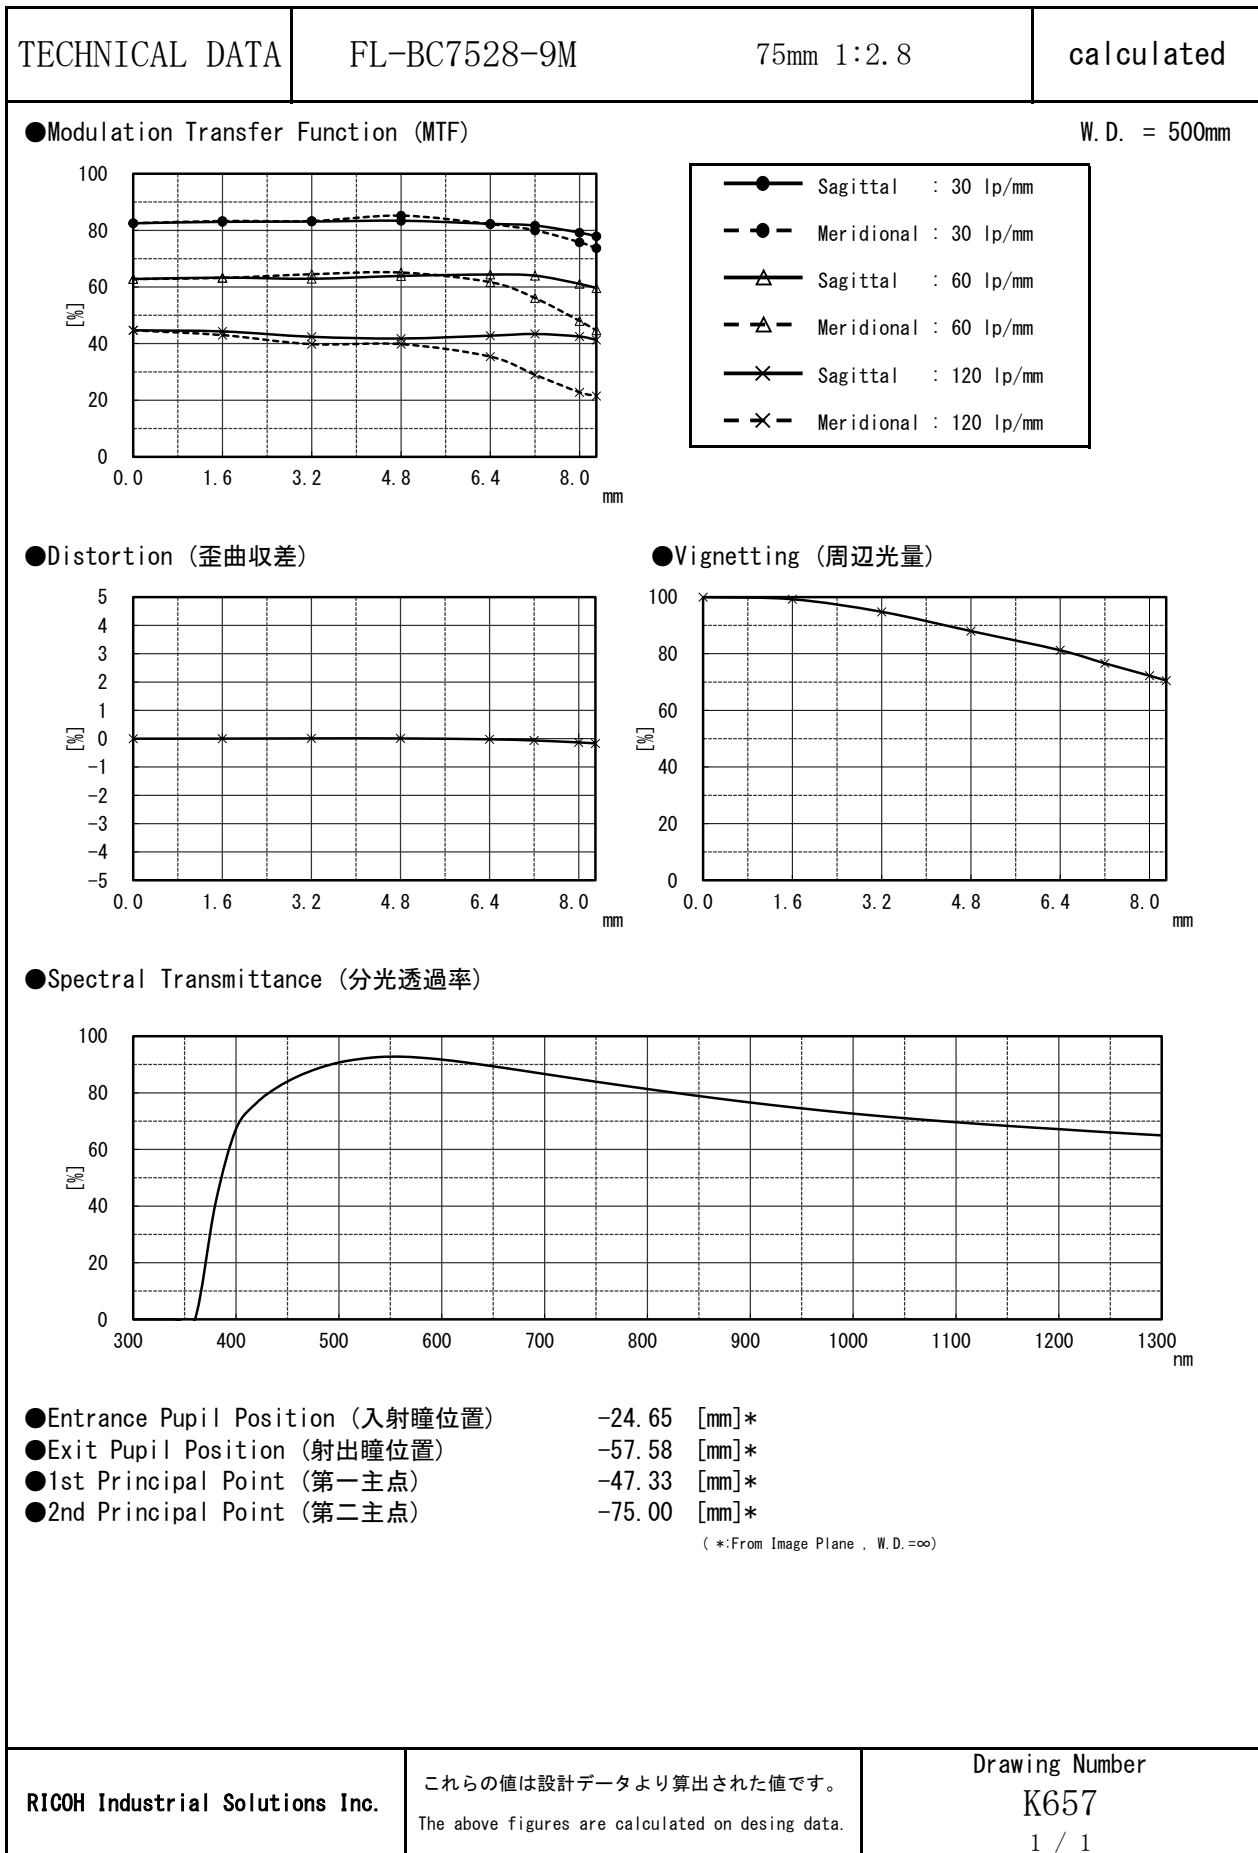 TECHNICAL DATA FL-BC7528-9M 75mm 1:2.8 calculated
●Modulation Transfer Function (MTF) W.D. = 500mm
100
80
60
40
20
0
[%]
0.0 1.6 3.2 4.8 6.4 8.0
mm
Sagittal : 30 lp/mm
Meridional : 30 lp/mm
Sagittal : 60 lp/mm
Meridional : 60 lp/mm
Sagittal : 120 lp/mm
Meridional : 120 lp/mm
●Distortion (歪曲収差)
5
4
3
2
1
0
-1
-2
-3
-4
-5
[%]
0.0 1.6 3.2 4.8 6.4 8.0
mm
●Vignetting (周辺光量)
100
80
60
40
20
0
[%]
0.0 1.6 3.2 4.8 6.4 8.0
mm
●Spectral Transmittance (分光透過率)
100
80
60
40
20
0
[%]
300 400 500 600 700 800 900 1000 1100 1200 1300
nm
●Entrance Pupil Position (入射瞳位置) -24.65 [mm]*
●Exit Pupil Position (射出瞳位置) -57.58 [mm]*
●1st Principal Point (第一主点) -47.33 [mm]*
●2nd Principal Point (第二主点) -75.00 [mm]*
( *:From Image Plane , W.D.=∞)
RICOH Industrial Solutions Inc.
これらの値は設計データより算出された値です。
The above figures are calculated on desing data.
Drawing Number
K657
1 / 1